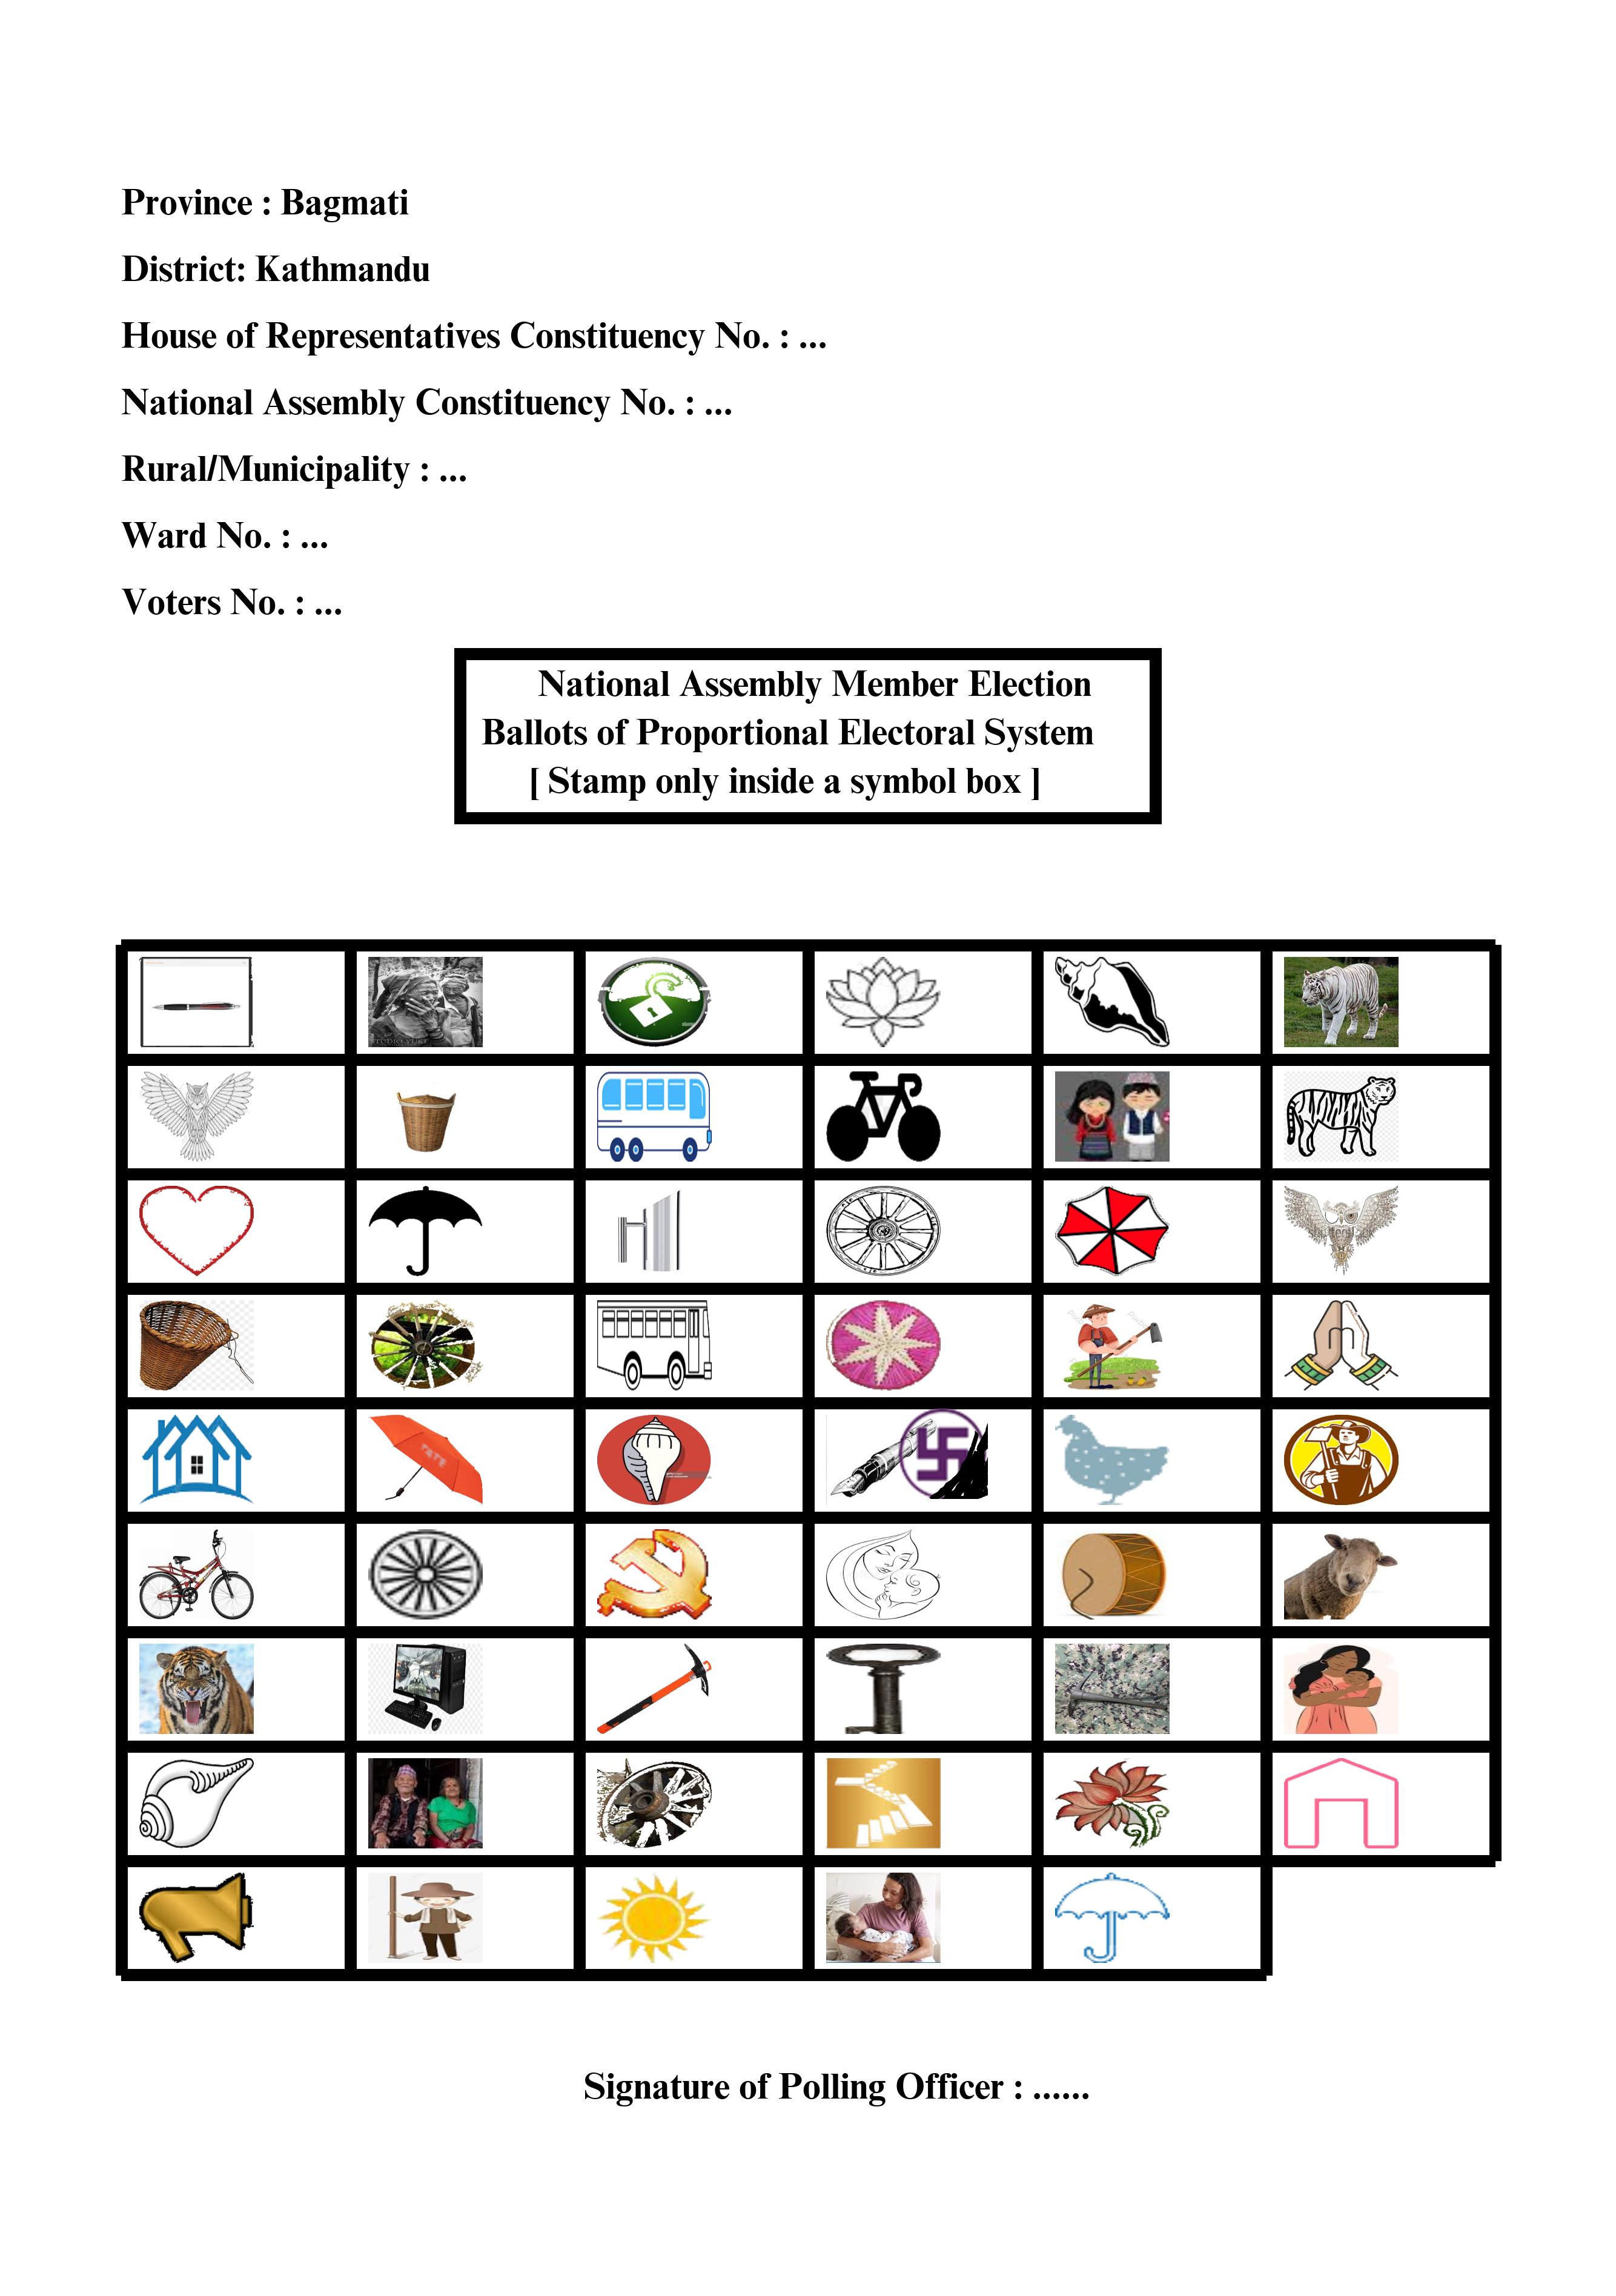 Province : Bagmati
District: Kathmandu
House of Representatives Constituency No. : ...
National Assembly Constituency No. : ...
Rural/Municipality : ...
Ward No. : ...
Voters No. : ...
National Assembly Member Election
Ballots of Proportional Electoral System
[ Stamp only inside a symbol box ]
TATE
Signature of Polling Officer : ......